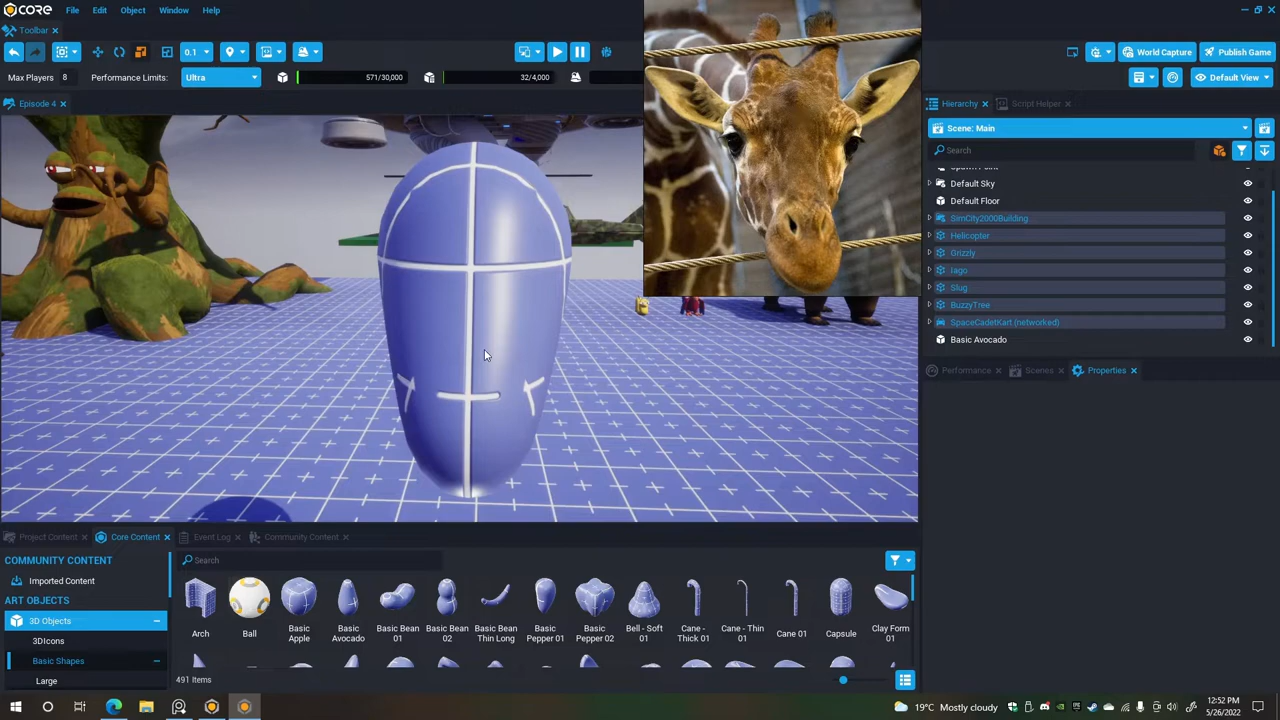 CORE
File Edit Object Window Help
Toolbar
0.1
World Capture
Publish Game
Max Players 8 Performance Limits: Ultra 571/30,000 32/4,000
Default View
Episode 4
Hierarchy
Script Helper
Scene: Main
Search
Default Sky
Default Floor
SimCity2000Building
Helicopter
Grizzly
Iago
Slug
BuzzyTree
SpaceCadetKart (networked)
Basic Avocado
Performance
Scenes
Properties
Project Content
Core Content
Event Log
Community Content
COMMUNITY CONTENT
Imported Content
ART OBJECTS
3D Objects
3DIcons
Basic Shapes
Large
Search
Arch
Ball
Basic Apple
Basic Avocado
Basic Bean 01
Basic Bean 02
Basic Bean Thin Long
Basic Pepper 01
Basic Pepper 02
Bell - Soft 01
Cane - Thick 01
Cane - Thin 01
Cane 01
Capsule
Clay Form 01
491 Items
19°C Mostly cloudy
12:52 PM
5/26/2022